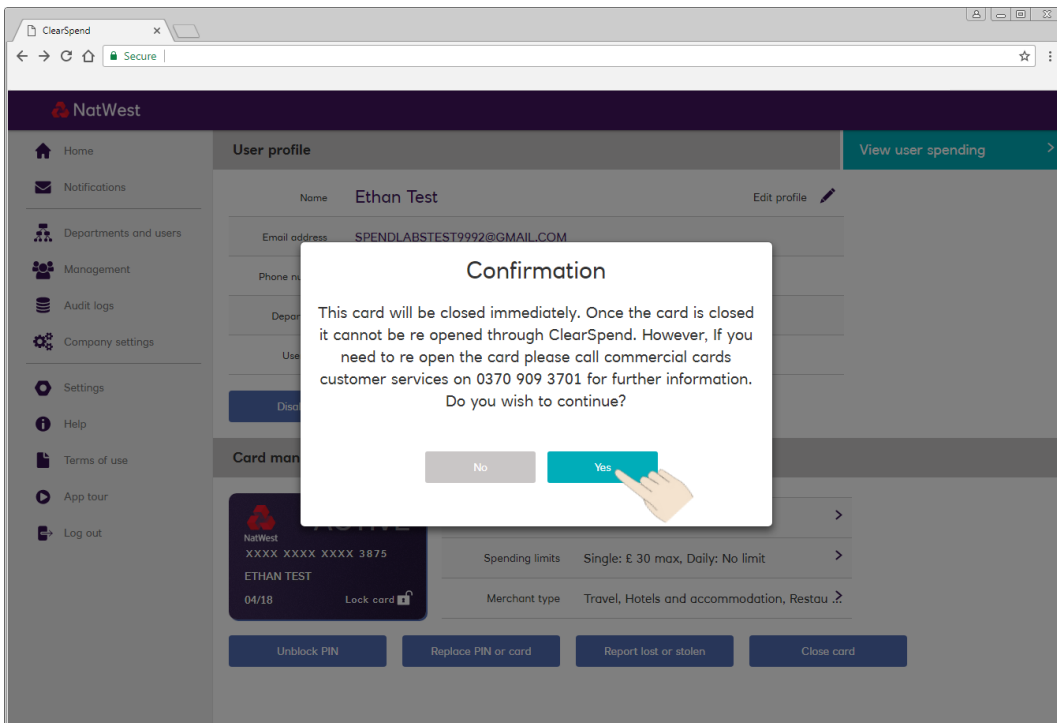 ClearSpend
Secure
NatWest
Home
Notifications
Departments and users
Management
Audit logs
Company settings
Settings
Help
Terms of use
App tour
Log out
User profile
View user spending
Name Ethan Test Edit profile
Email address SPENDLABSTEST9992@GMAIL.COM
Phone
Confirmation
This card will be closed immediately. Once the card is closed
it cannot be re opened through ClearSpend. However, If you
need to re open the card please call commercial cards
customer services on 0370 909 3701 for further information.
Do you wish to continue?
No Yes
Card
NatWest
ACTIVE
XXXX XXXX XXXX 3875
ETHAN TEST
04/18 Lock card
Spending limits Single: £ 30 max, Daily: No limit
Merchant type Travel, Hotels and accommodation, Restau ...
Unblock PIN Replace PIN or card Report lost or stolen Close card